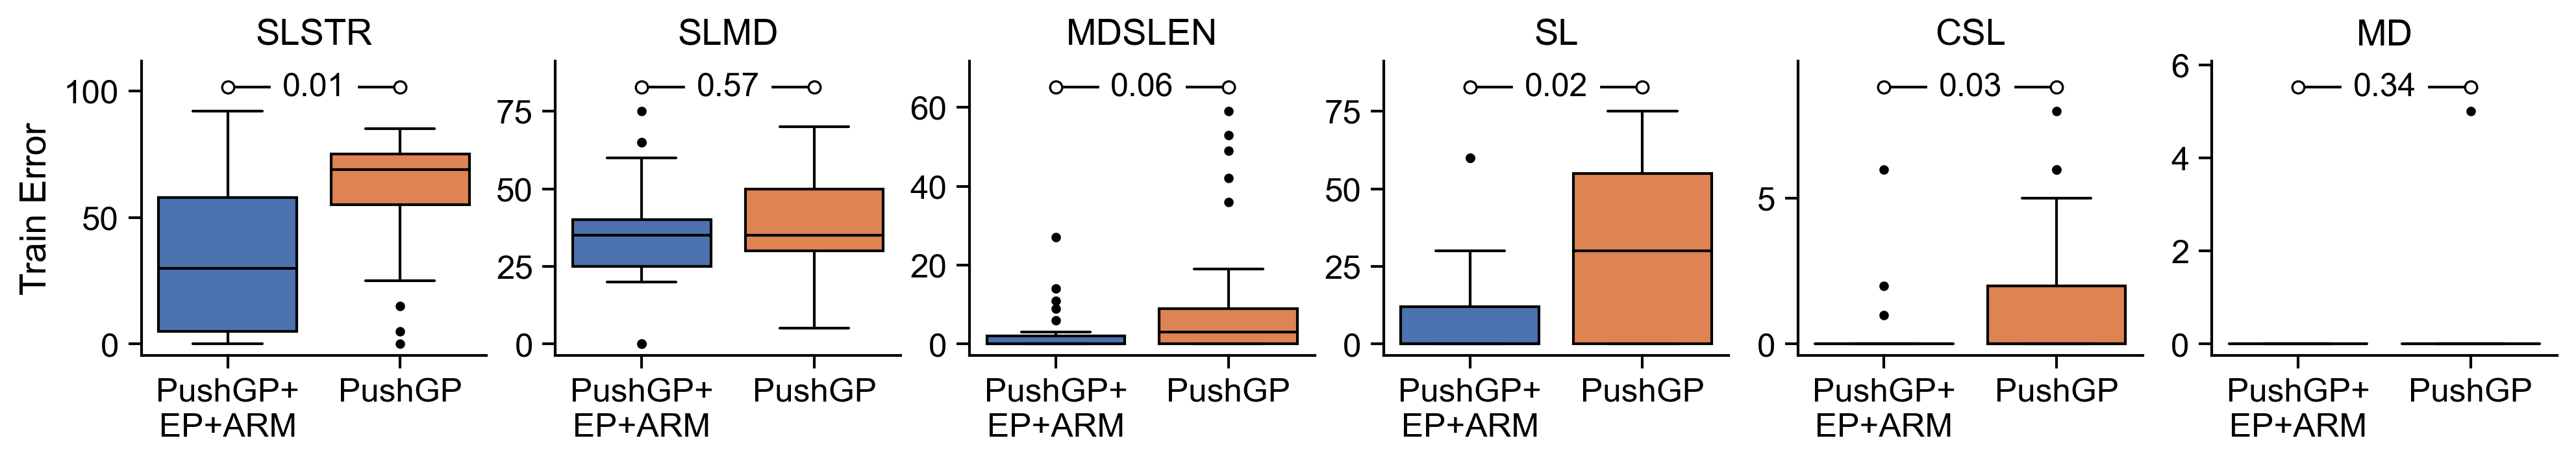 SLSTR
SLMD
MDSLEN
SL
CSL
MD
Train Error
100
50
0
0.01
PushGP+
EP+ARM
PushGP
75
50
25
0
0.57
PushGP+
EP+ARM
PushGP
60
40
20
0
0.06
PushGP+
EP+ARM
PushGP
75
50
25
0
0.02
PushGP+
EP+ARM
PushGP
5
0
0.03
PushGP+
EP+ARM
PushGP
6
4
2
0
0.34
PushGP+
EP+ARM
PushGP